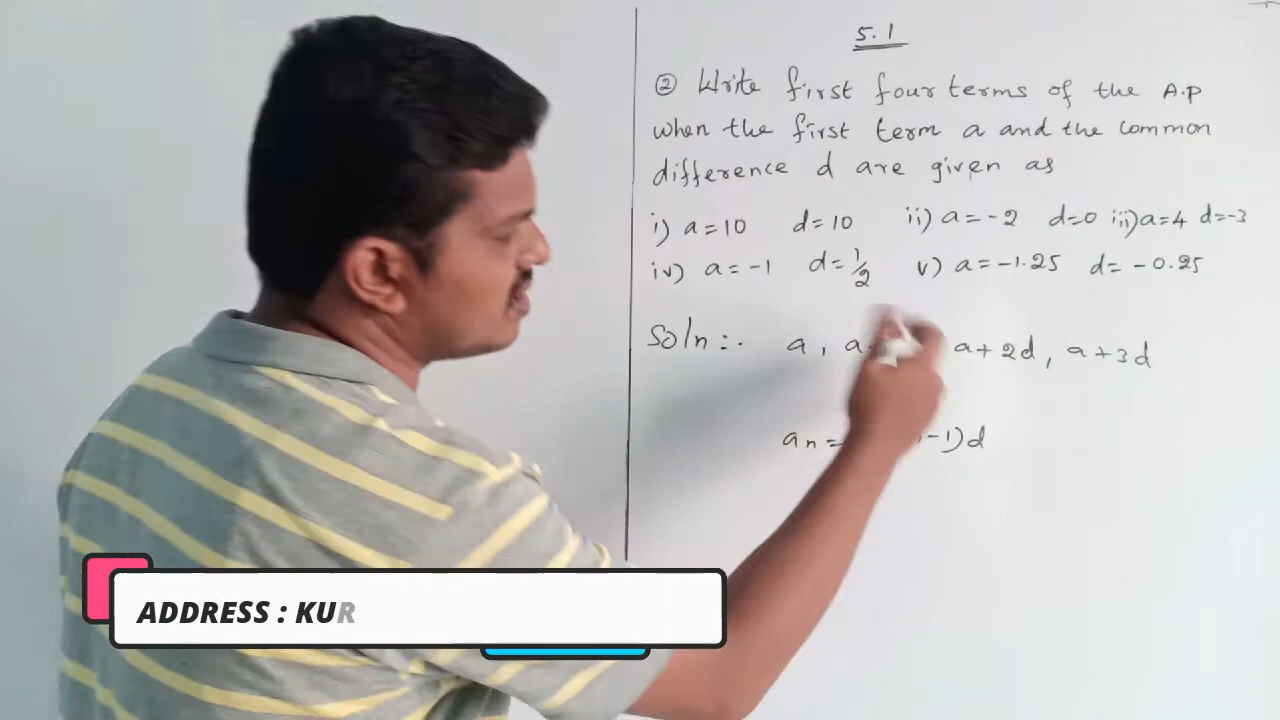 5.1
② Write first four terms of the A.P
when the first term a and the common
difference d are given as
i) a=10 d=10 ii) a=-2 d=0 iii) a=4 d=-3
iv) a=-1 d=1/2 v) a=-1.25 d=-0.25
Soln:- a, a a+2d, a+3d
an = -1)d
ADDRESS : KUR